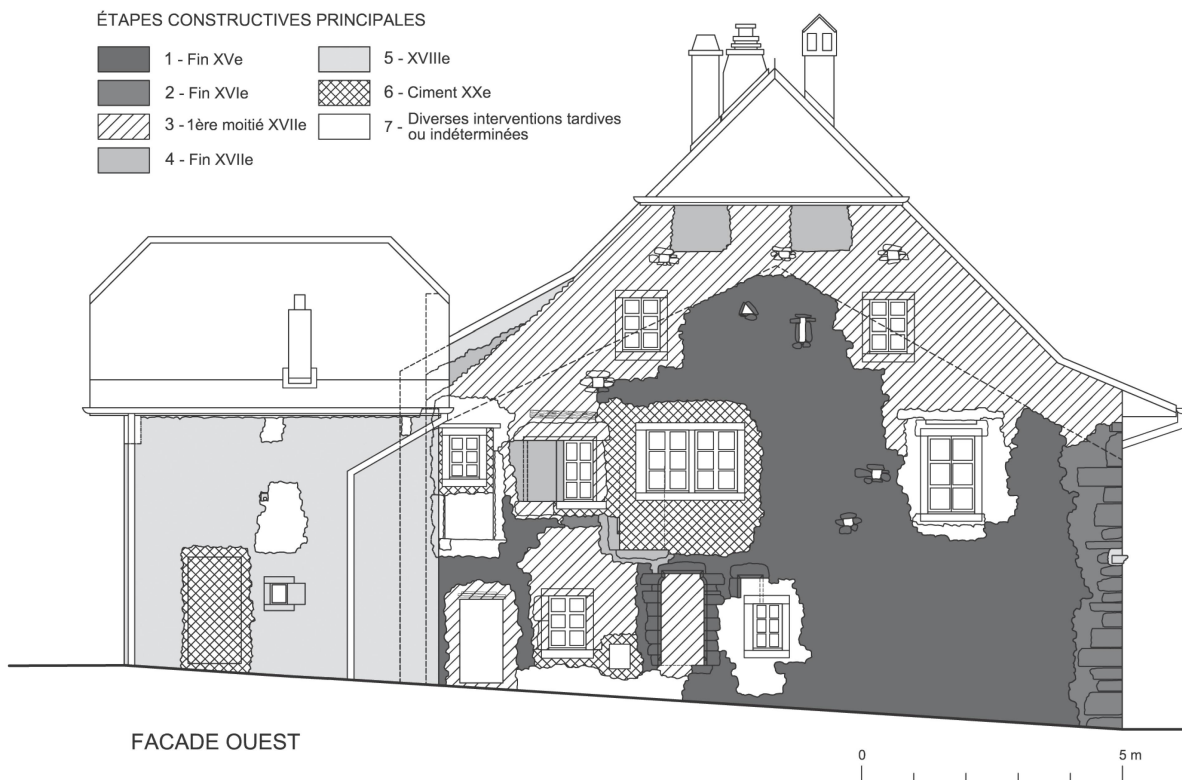 ÉTAPES CONSTRUCTIVES PRINCIPALES
1 - Fin XVe
2 - Fin XVIe
3 - 1ère moitié XVIIe
4 - Fin XVIIe
5 - XVIIIe
6 - Ciment XXe
7 - Diverses interventions tardives
ou indéterminées
FACADE OUEST
0 5 m